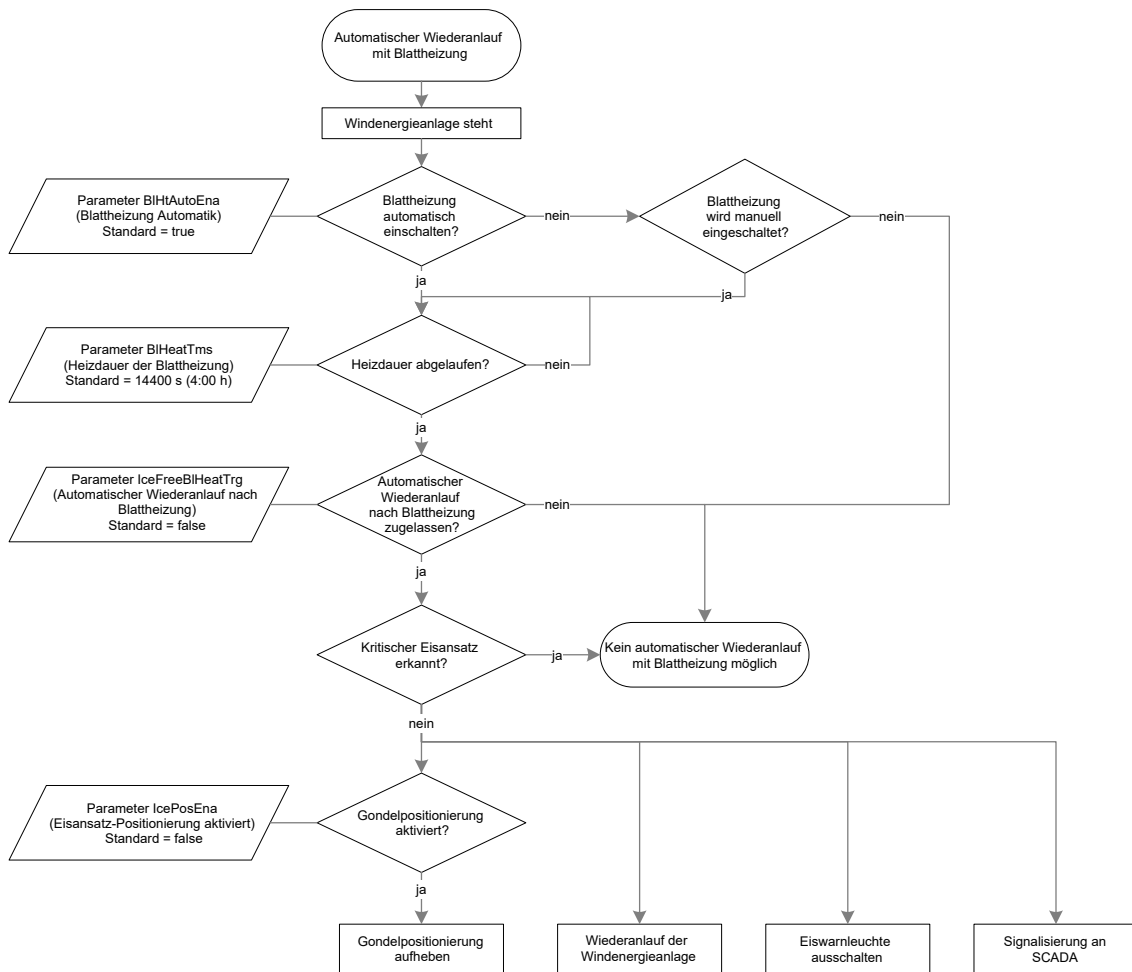 Automatischer Wiederanlauf
mit Blattheizung
Windenergieanlage steht
Parameter BlHtAutoEna
(Blattheizung Automatik)
Standard = true
Blattheizung
automatisch
einschalten?
nein
Blattheizung
wird manuell
eingeschaltet?
nein
ja
ja
Parameter BlHeatTms
(Heizdauer der Blattheizung)
Standard = 14400 s (4:00 h)
Heizdauer abgelaufen?
nein
ja
Parameter IceFreeBlHeatTrg
(Automatischer Wiederanlauf nach
Blattheizung)
Standard = false
Automatischer
Wiederanlauf
nach Blattheizung
zugelassen?
nein
ja
Kritischer Eisansatz
erkannt?
ja
Kein automatischer Wiederanlauf
mit Blattheizung möglich
nein
Parameter IcePosEna
(Eisansatz-Positionierung aktiviert)
Standard = false
Gondelpositionierung
aktiviert?
ja
Gondelpositionierung
aufheben
Wiederanlauf der
Windenergieanlage
Eiswarnleuchte
ausschalten
Signalisierung an
SCADA